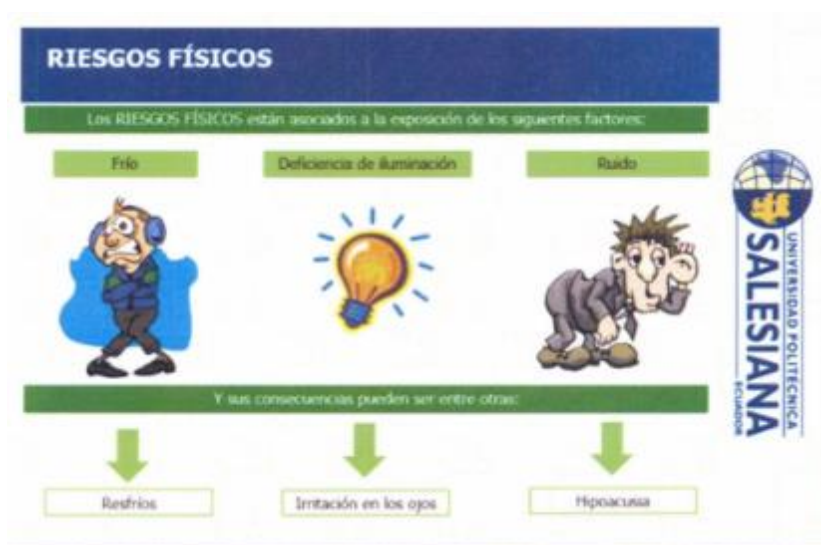 RIESGOS FÍSICOS
Los RIESGOS FÍSICOS están asociados a la exposición de los siguientes factores:
Frío
Deficiencia de iluminación
Ruido
Y sus consecuencias pueden ser entre otras:
Resfríos
Irritación en los ojos
Hipoacusia
UNIVERSIDAD POLITÉCNICA
SALESIANA
ECUADOR